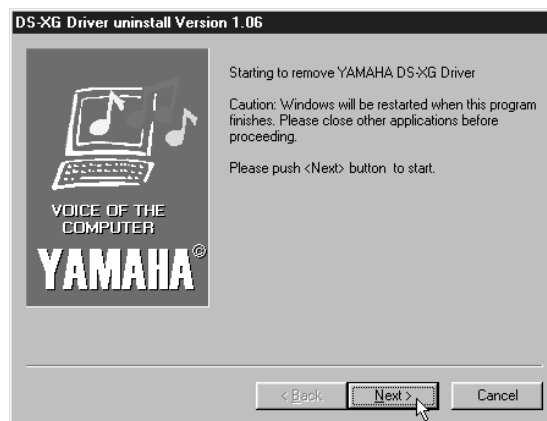 DS-XG Driver uninstall Version 1.06
Starting to remove YAMAHA DS-XG Driver
Caution: Windows will be restarted when this program
finishes. Please close other applications before
proceeding.
Please push <Next> button to start.
VOICE OF THE
COMPUTER
YAMAHA©
< Back
Next >
Cancel